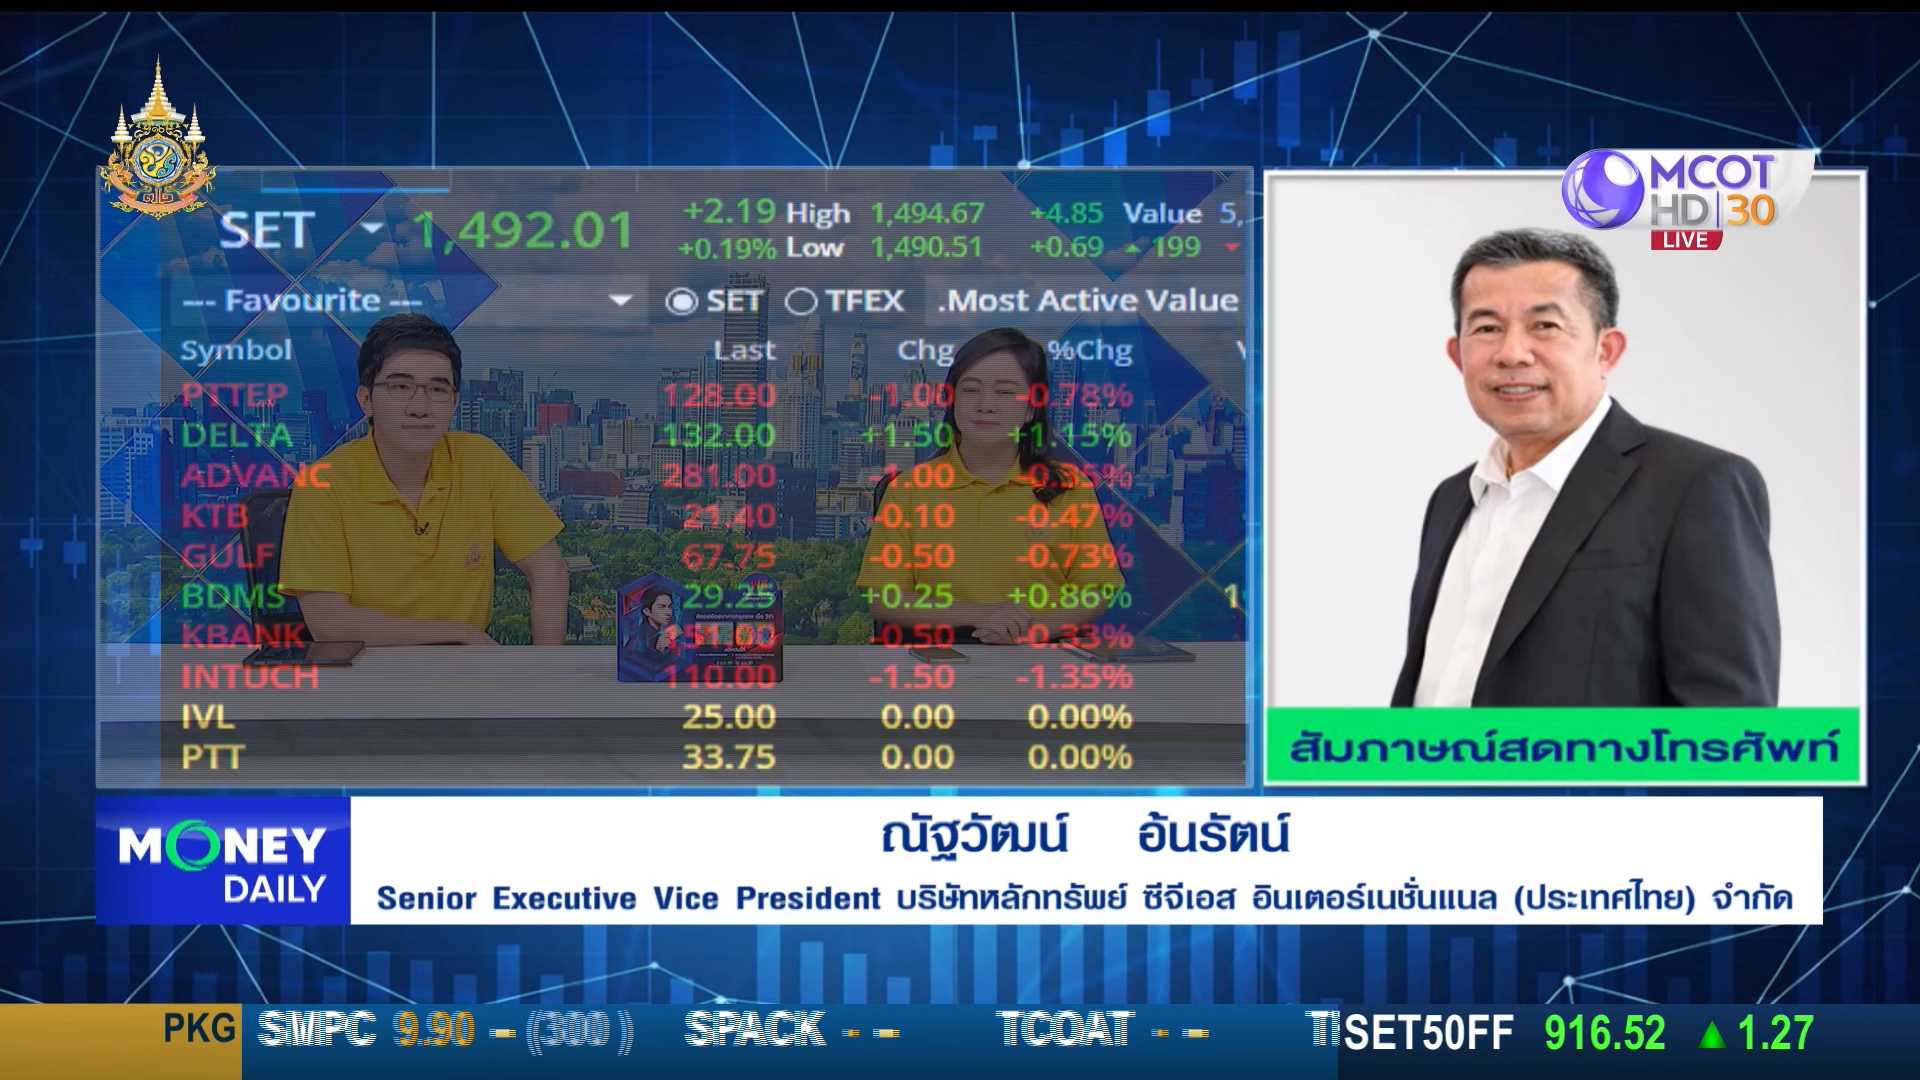 MCOT
HD 30
LIVE
SET 1,492.01 +2.19 High 1,494.67 +4.85 Value 5,
+0.19% Low 1,490.51 +0.69 199
--- Favourite --- SET TFEX .Most Active Value
Symbol Last Chg %Chg
PTTEP 128.00 -1.00 -0.78%
DELTA 132.00 +1.50 +1.15%
ADVANC 281.00 -1.00 -0.35%
KTB 21.40 -0.10 -0.47%
GULF 67.75 -0.50 -0.73%
BDMS 29.25 +0.25 +0.86%
KBANK 151.00 -0.50 -0.33%
INTUCH 110.00 -1.50 -1.35%
IVL 25.00 0.00 0.00%
PTT 33.75 0.00 0.00%
สัมภาษณ์สดทางโทรศัพท์
MONEY
DAILY
ณัฐวัฒน์ อ้นรัตน์
Senior Executive Vice President บริษัทหลักทรัพย์ ซีจีเอส อินเตอร์เนชั่นแนล (ประเทศไทย) จำกัด
PKG SMPC 9.90 - (300) SPACK - - TCOAT - - SET50FF 916.52 ▲ 1.27